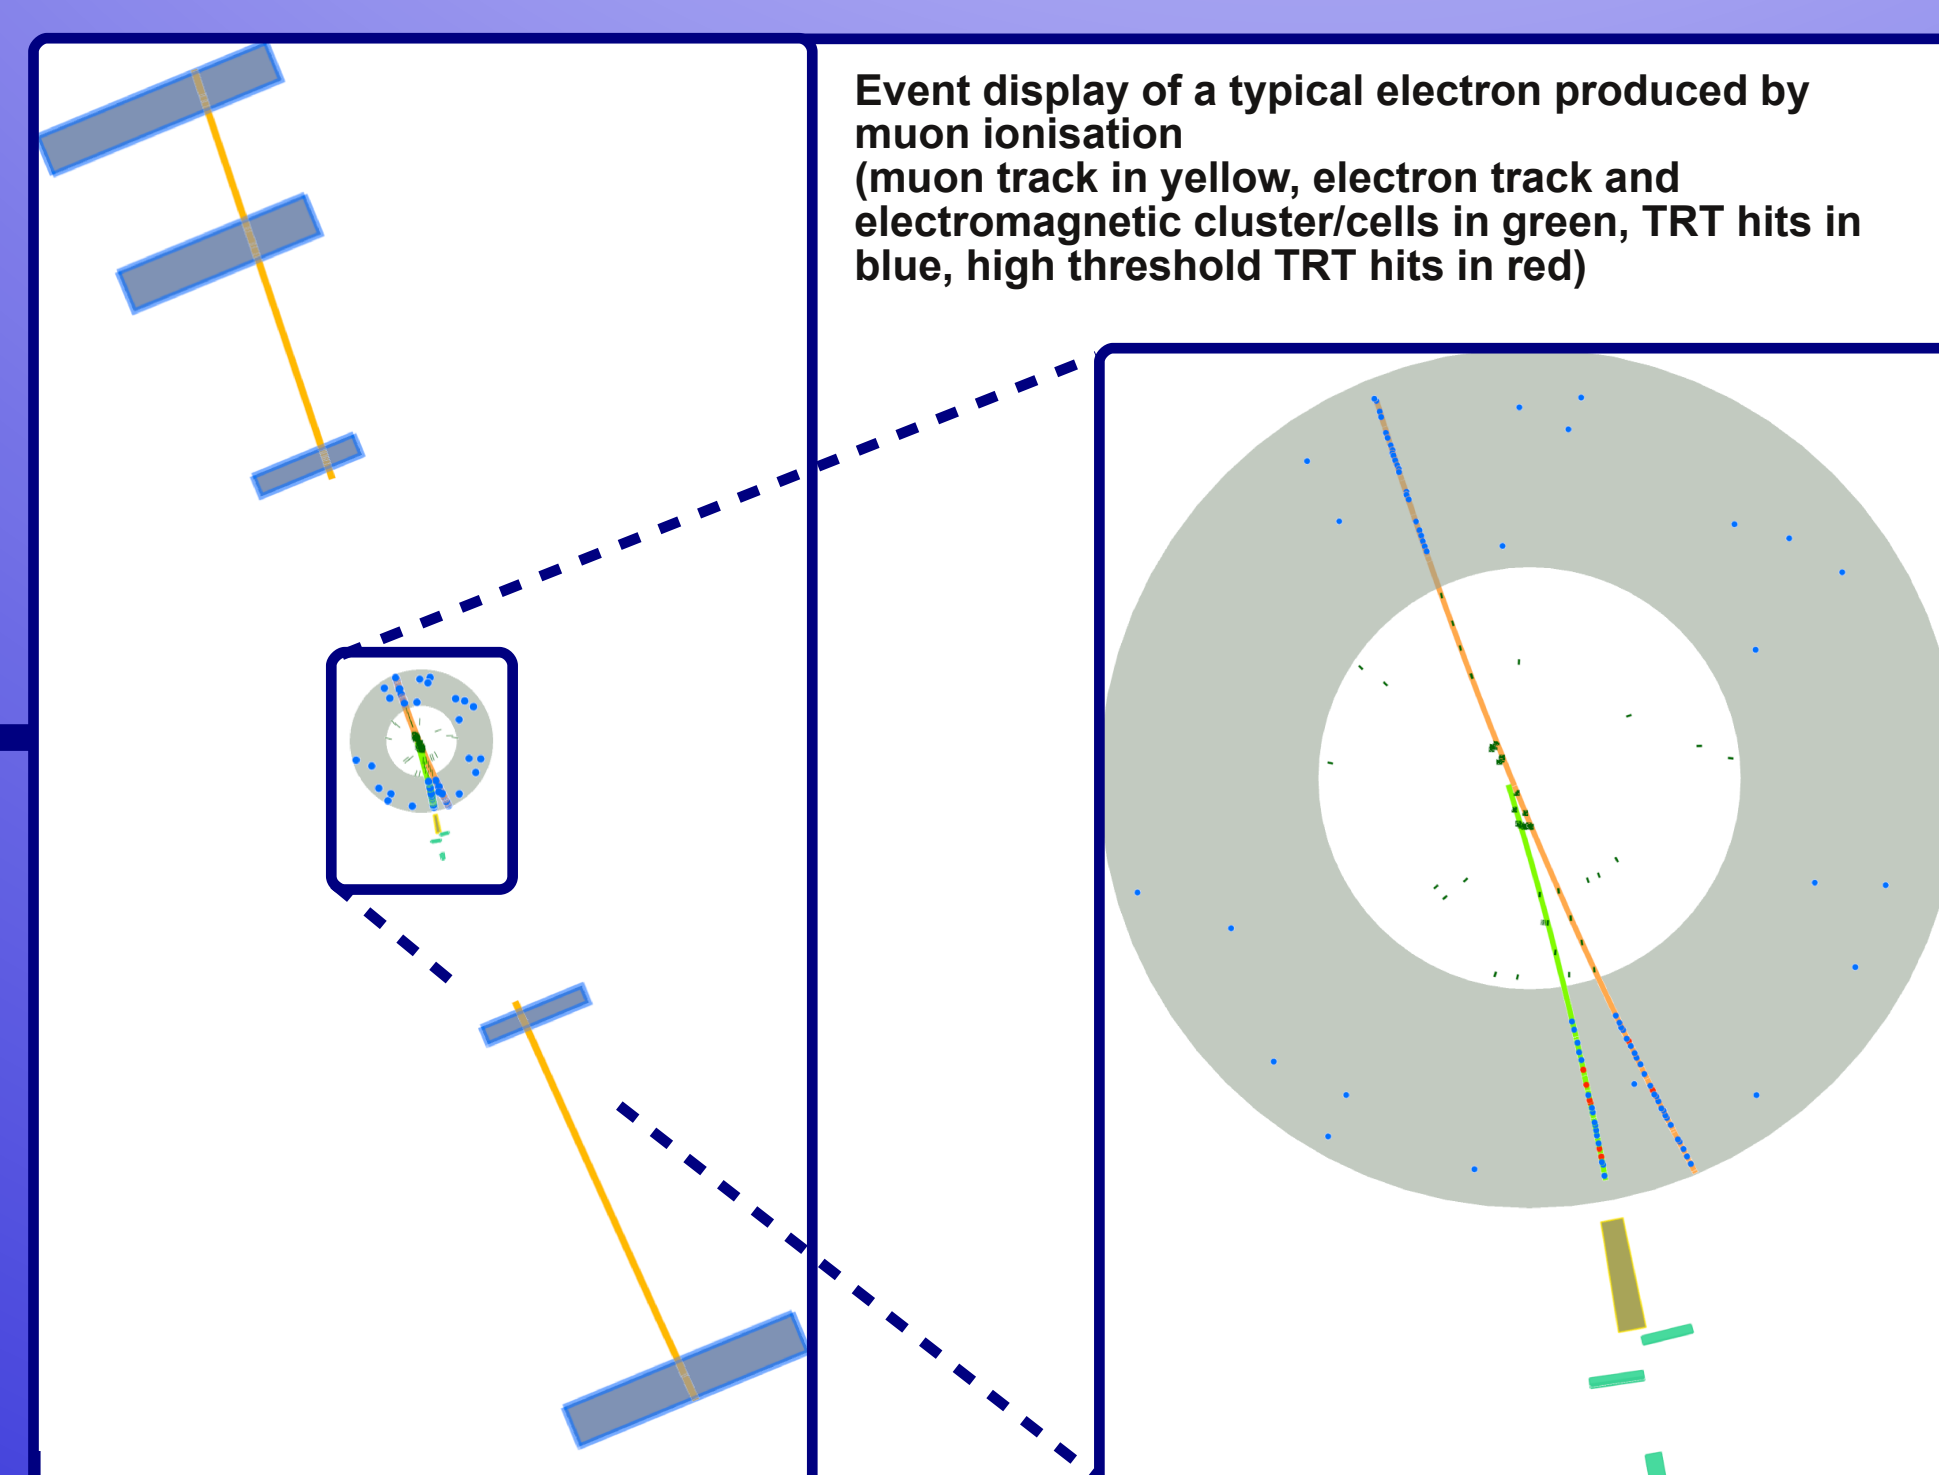 Event display of a typical electron produced by
muon ionisation
(muon track in yellow, electron track and
electromagnetic cluster/cells in green, TRT hits in
blue, high threshold TRT hits in red)